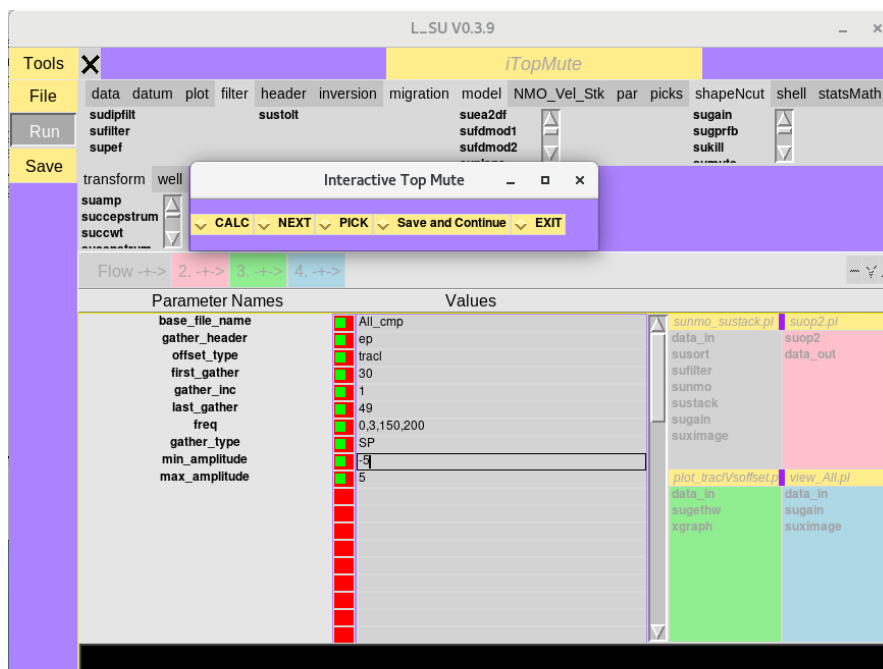 L_SU V0.3.9
Tools iTopMute
File data datum plot filter header inversion migration model NMO_Vel_Stk par picks shapeNcut shell statsMath
Run
Save
sudipfilt sustolt suea2df sugain
sufilter sufdmod1 sugprfb
supef sufdmod2 sukill
transform well
suamp
succepstrum
succwt
Interactive Top Mute
CALC NEXT PICK Save and Continue EXIT
Flow -+-> 2. -+-> 3. -+-> 4. -+->
Parameter Names Values
base_file_name All_cmp
gather_header ep
offset_type tracl
first_gather 30
gather_inc 1
last_gather 49
freq 0,3,150,200
gather_type SP
min_amplitude -5
max_amplitude 5
sunmo_sustack.pl suop2.pl
data_in suop2
susort data_out
sufilter
sunmo
sustack
sugain
suximage
plot_traclVsoffset.p view_All.pl
data_in data_in
sugethw sugain
xgraph suximage